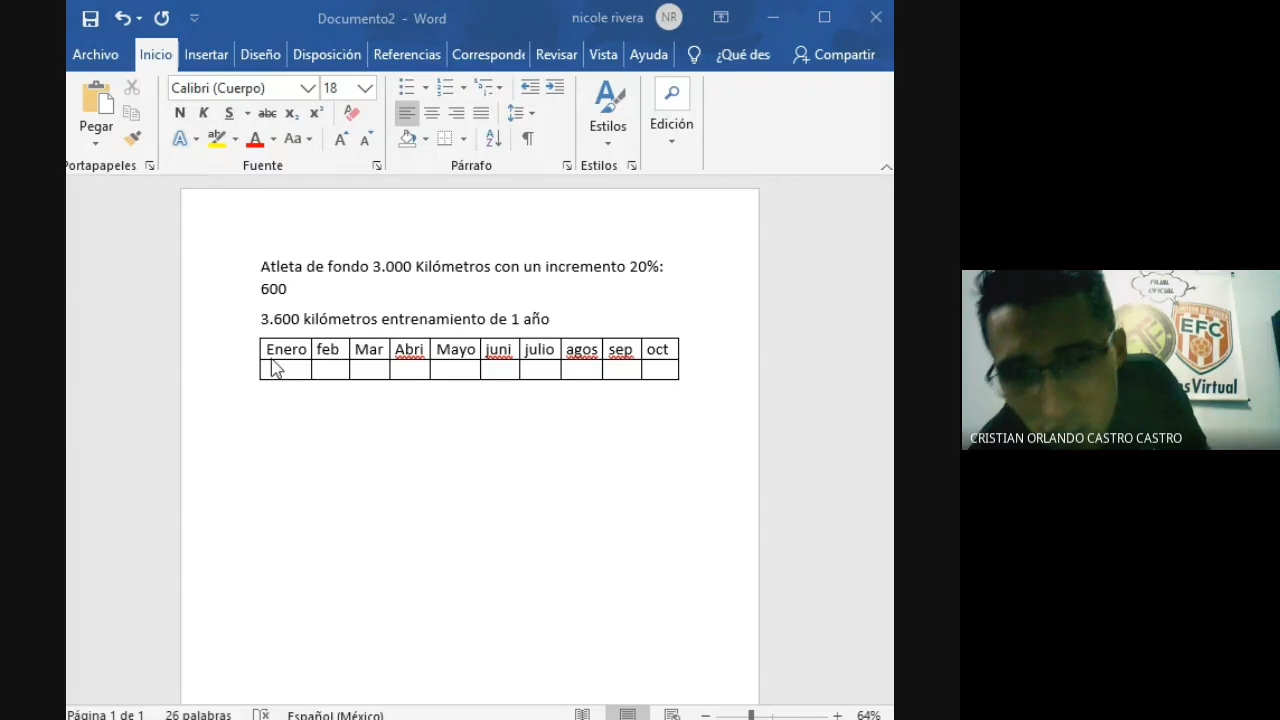 Documento2 - Word
nicole rivera
NR
Archivo Inicio Insertar Diseño Disposición Referencias Corresponde Revisar Vista Ayuda ¿Qué des Compartir
Calibri (Cuerpo) 18
Pegar
N K S abc x₂ x²
A A Aa A A
Estilos
Edición
Portapapeles Fuente Párrafo Estilos
Atleta de fondo 3.000 Kilómetros con un incremento 20%:
600
3.600 kilómetros entrenamiento de 1 año
Enero feb Mar Abri Mayo juni julio agos sep oct
FILIAL
OFICIAL
EFC
Virtual
CRISTIAN ORLANDO CASTRO CASTRO
Página 1 de 1 26 palabras Español (México) 64%